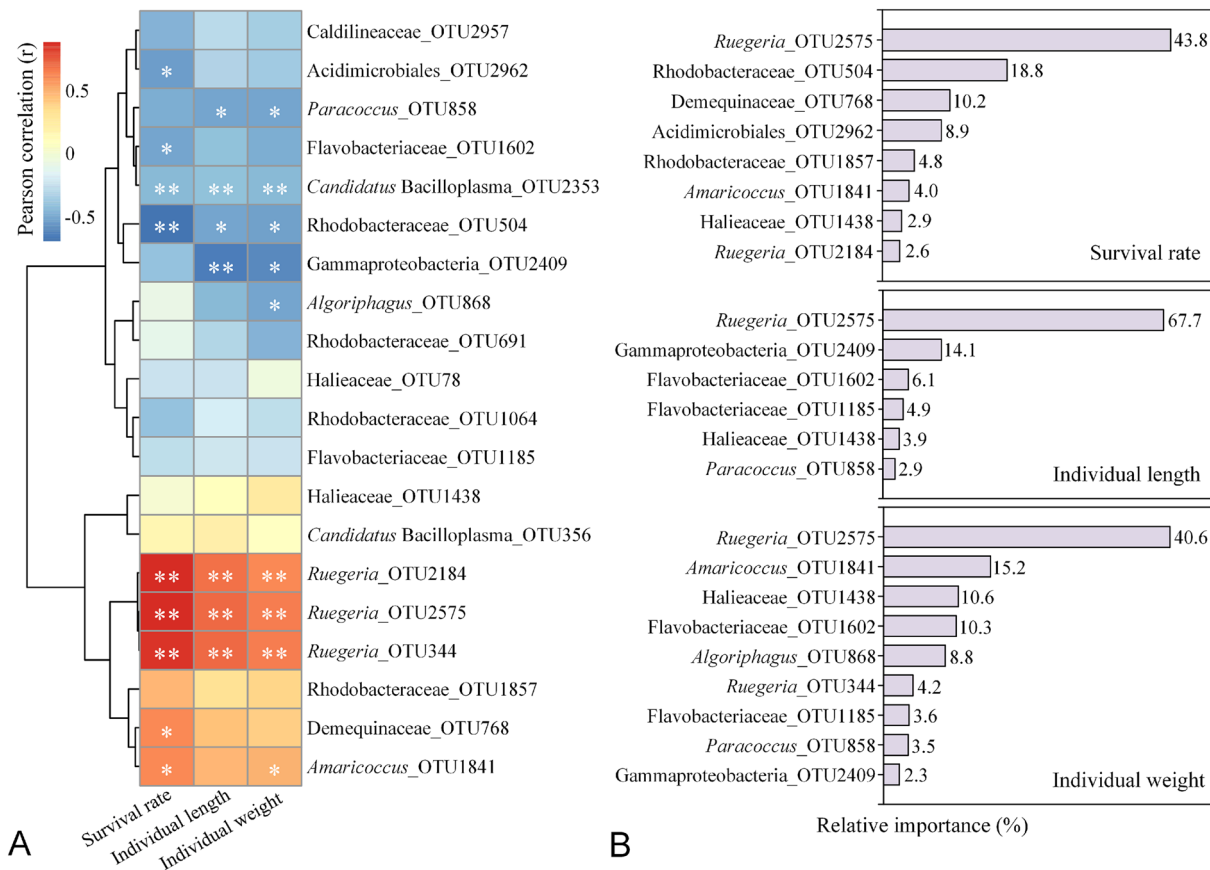 Pearson correlation (r)
0.5
0
-0.5
Caldilineaceae_OTU2957
Acidimicrobiales_OTU2962
*
Paracoccus_OTU858
* *
Flavobacteriaceae_OTU1602
*
Candidatus Bacilloplasma_OTU2353
** ** **
Rhodobacteraceae_OTU504
** * *
Gammaproteobacteria_OTU2409
** *
Algoriphagus_OTU868
*
Rhodobacteraceae_OTU691
Halieaceae_OTU78
Rhodobacteraceae_OTU1064
Flavobacteriaceae_OTU1185
Halieaceae_OTU1438
Candidatus Bacilloplasma_OTU356
Ruegeria_OTU2184
** ** **
Ruegeria_OTU2575
** ** **
Ruegeria_OTU344
** ** **
Rhodobacteraceae_OTU1857
Demequinaceae_OTU768
*
Amaricoccus_OTU1841
* *
Survival rate
Individual length
Individual weight
A
Ruegeria_OTU2575 43.8
Rhodobacteraceae_OTU504 18.8
Demequinaceae_OTU768 10.2
Acidimicrobiales_OTU2962 8.9
Rhodobacteraceae_OTU1857 4.8
Amaricoccus_OTU1841 4.0
Halieaceae_OTU1438 2.9
Ruegeria_OTU2184 2.6
Survival rate
Ruegeria_OTU2575 67.7
Gammaproteobacteria_OTU2409 14.1
Flavobacteriaceae_OTU1602 6.1
Flavobacteriaceae_OTU1185 4.9
Halieaceae_OTU1438 3.9
Paracoccus_OTU858 2.9
Individual length
Ruegeria_OTU2575 40.6
Amaricoccus_OTU1841 15.2
Halieaceae_OTU1438 10.6
Flavobacteriaceae_OTU1602 10.3
Algoriphagus_OTU868 8.8
Ruegeria_OTU344 4.2
Flavobacteriaceae_OTU1185 3.6
Paracoccus_OTU858 3.5
Gammaproteobacteria_OTU2409 2.3
Individual weight
Relative importance (%)
B